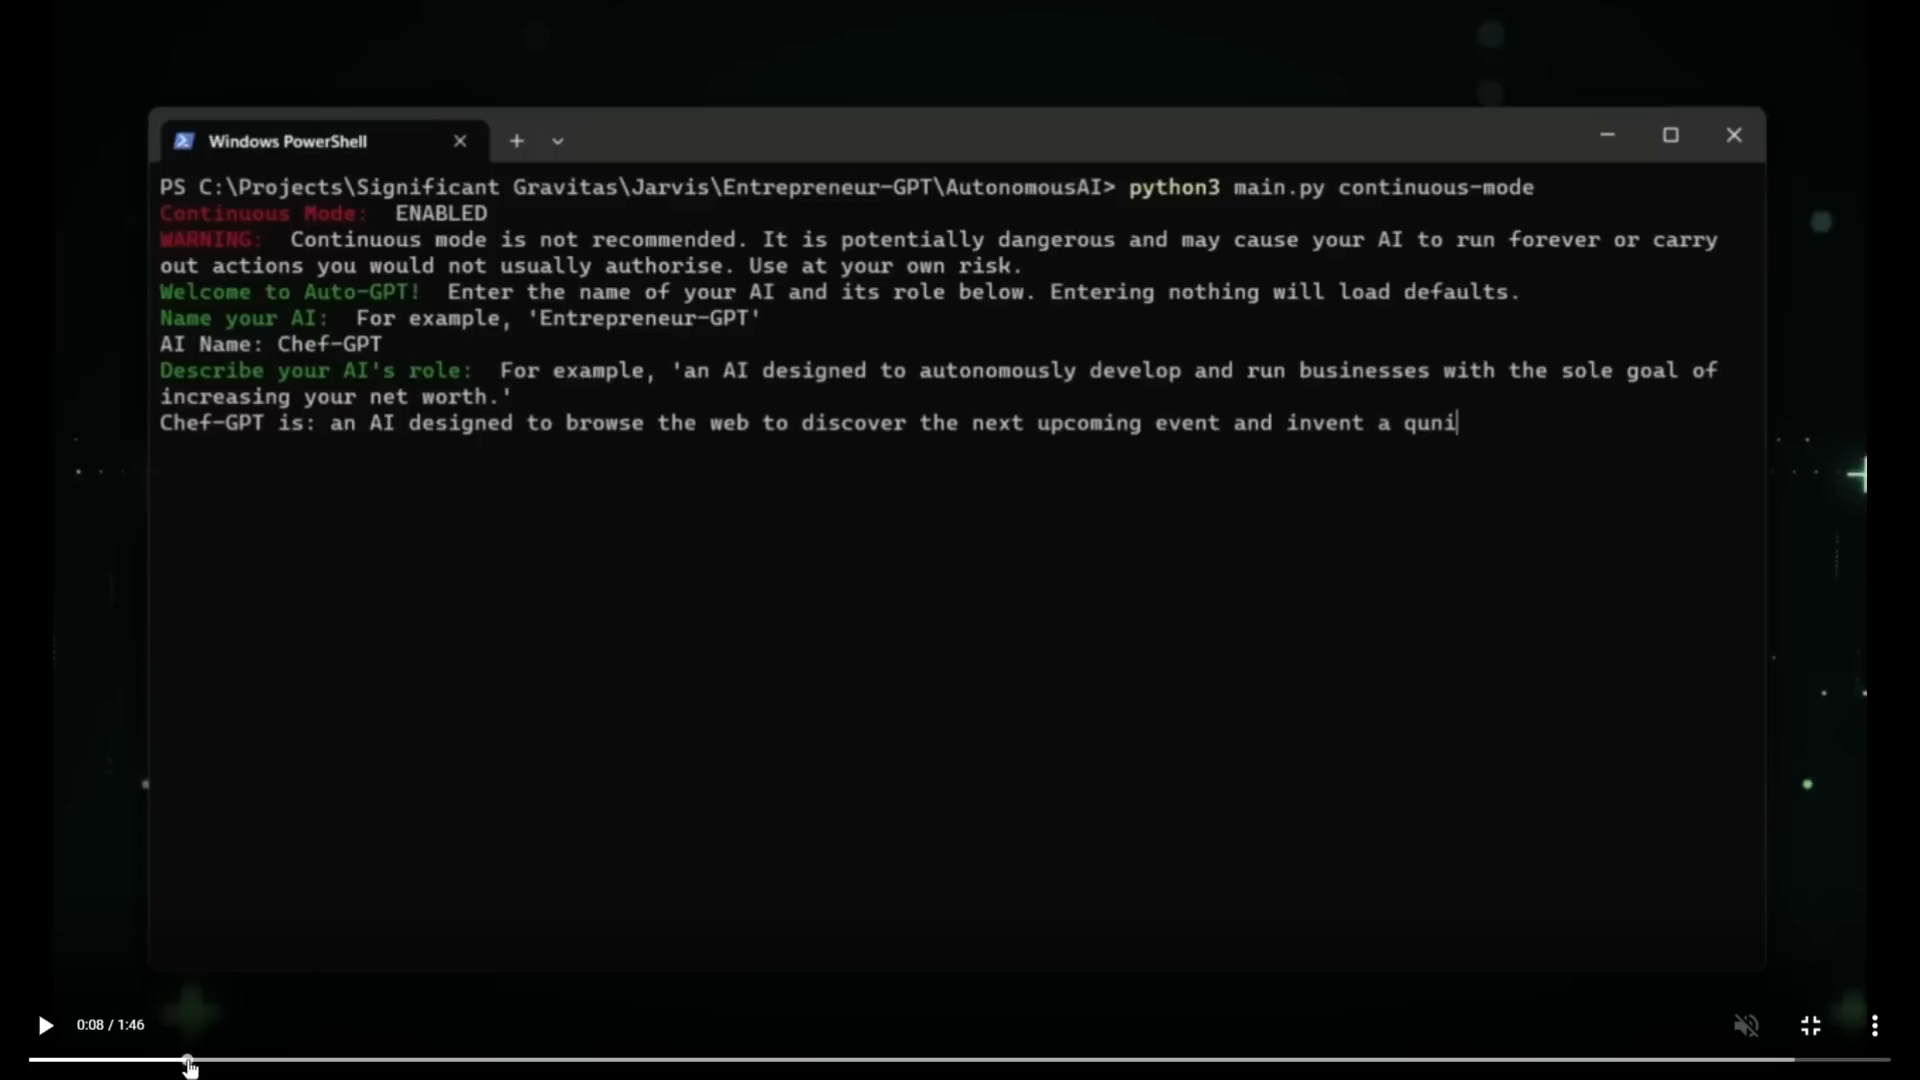 Windows PowerShell
PS C:\Projects\Significant Gravitas\Jarvis\Entrepreneur-GPT\AutonomousAI> python3 main.py continuous-mode
Continuous Mode: ENABLED
WARNING: Continuous mode is not recommended. It is potentially dangerous and may cause your AI to run forever or carry
out actions you would not usually authorise. Use at your own risk.
Welcome to Auto-GPT! Enter the name of your AI and its role below. Entering nothing will load defaults.
Name your AI: For example, 'Entrepreneur-GPT'
AI Name: Chef-GPT
Describe your AI's role: For example, 'an AI designed to autonomously develop and run businesses with the sole goal of
increasing your net worth.'
Chef-GPT is: an AI designed to browse the web to discover the next upcoming event and invent a quni
0:08 / 1:46